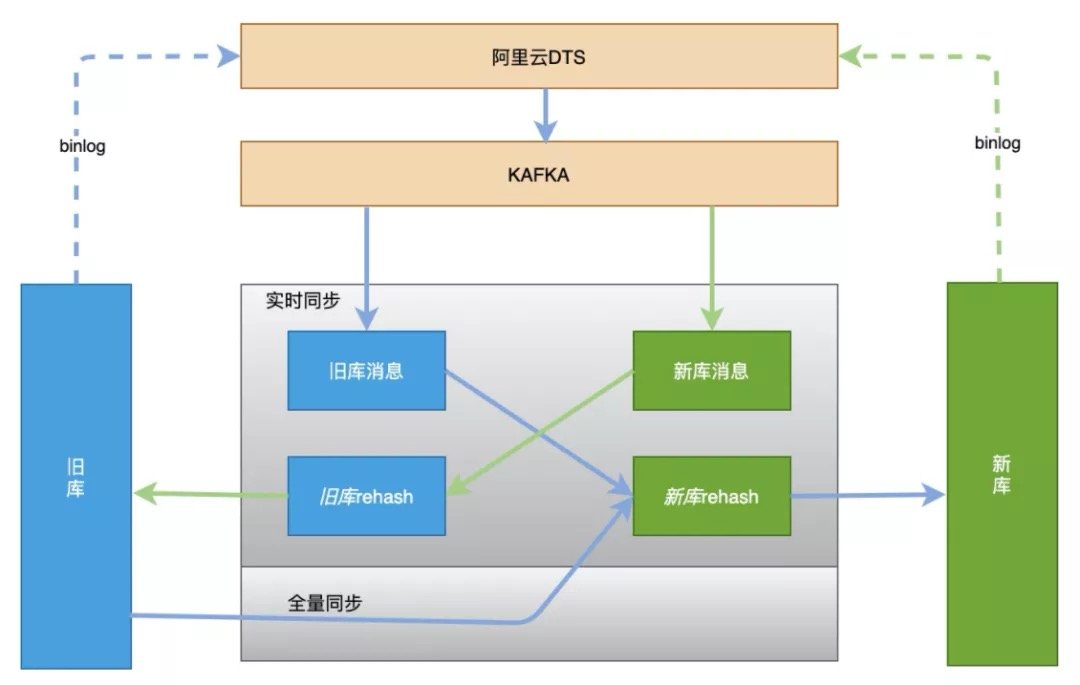 阿里云DTS
binlog
binlog
KAFKA
实时同步
旧库消息
新库消息
旧
库
旧库rehash
新库rehash
新
库
全量同步